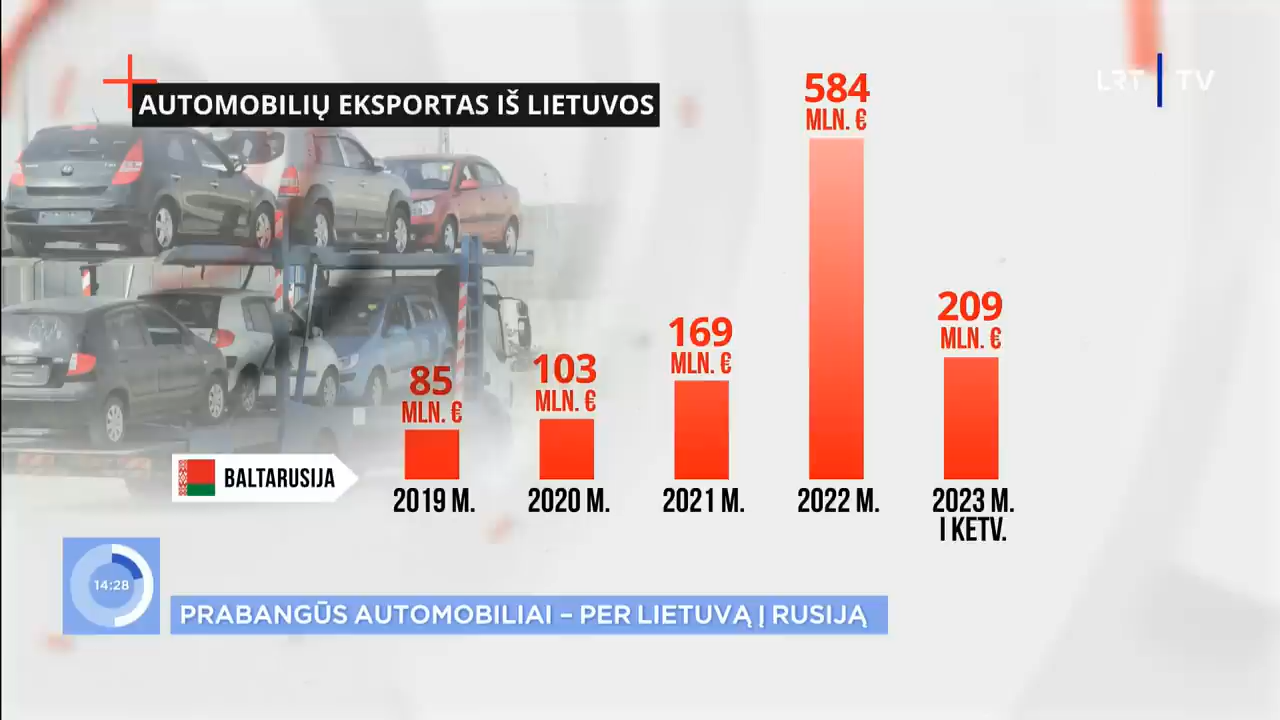 LRT TV
AUTOMOBILIŲ EKSPORTAS IŠ LIETUVOS
584
MLN. €
209
MLN. €
169
MLN. €
103
MLN. €
85
MLN. €
BALTARUSIJA
2019 M.
2020 M.
2021 M.
2022 M.
2023 M.
I KETV.
14:28
PRABANGŪS AUTOMOBILIAI – PER LIETUVĄ Į RUSIJĄ